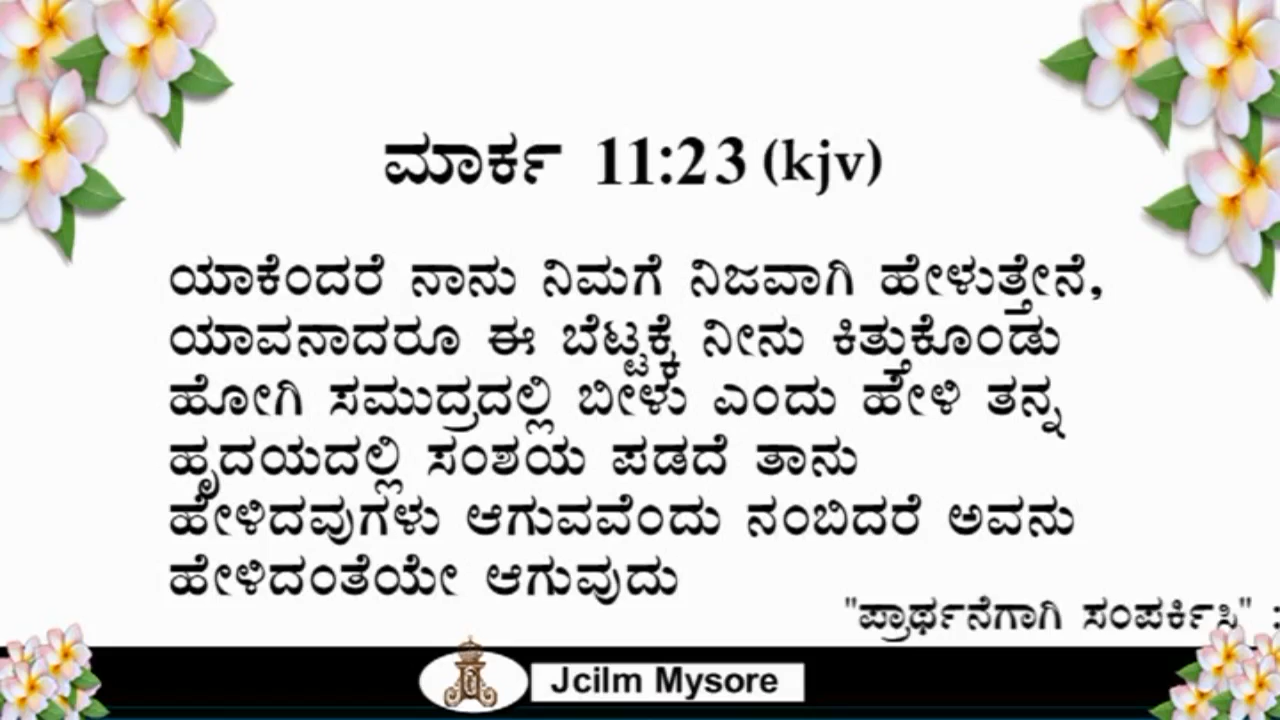 ಮಾರ್ಕ 11:23 (kjv)
ಯಾಕೆಂದರೆ ನಾನು ನಿಮಗೆ ನಿಜವಾಗಿ ಹೇಳುತ್ತೇನೆ,
ಯಾವನಾದರೂ ಈ ಬೆಟ್ಟಕ್ಕೆ ನೀನು ಕಿತ್ತುಕೊಂಡು
ಹೋಗಿ ಸಮುದ್ರದಲ್ಲಿ ಬೀಳು ಎಂದು ಹೇಳಿ ತನ್ನ
ಹೃದಯದಲ್ಲಿ ಸಂಶಯ ಪಡದೆ ತಾನು
ಹೇಳಿದವುಗಳು ಆಗುವವೆಂದು ನಂಬಿದರೆ ಅವನು
ಹೇಳಿದಂತೆಯೇ ಆಗುವುದು
"ಪ್ರಾರ್ಥನೆಗಾಗಿ ಸಂಪರ್ಕಿಸಿ" :
Jcilm Mysore